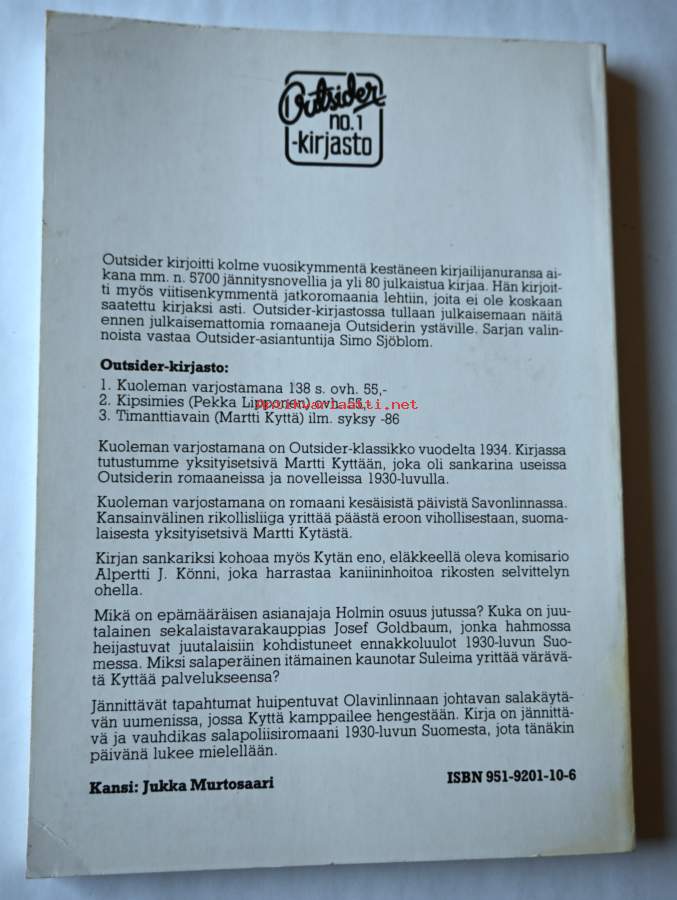 Outsider
no.1
-kirjasto
Outsider kirjoitti kolme vuosikymmentä kestäneen kirjailijanuransa ai-
kana mm. n. 5700 jännitysnovellia ja yli 80 julkaistua kirjaa. Hän kirjoit-
ti myös viitisenkymmentä jatkoromaania lehtiin, joita ei ole koskaan
saatettu kirjaksi asti. Outsider-kirjastossa tullaan julkaisemaan näitä
ennen julkaisemattomia romaaneja Outsiderin ystäville. Sarjan valin-
noista vastaa Outsider-asiantuntija Simo Sjöblom.
Outsider-kirjasto:
1. Kuoleman varjostamana 138 s. ovh. 55,-
2. Kipsimies (Pekka Lipponen) ovh. 55,-
Antikvariaatti.net
3. Timanttiavain (Martti Kyttä) ilm. syksy -86
Kuoleman varjostamana on Outsider-klassikko vuodelta 1934. Kirjassa
tutustumme yksityisetsivä Martti Kyttään, joka oli sankarina useissa
Outsiderin romaaneissa ja novelleissa 1930-luvulla.
Kuoleman varjostamana on romaani kesäisistä päivistä Savonlinnassa.
Kansainvälinen rikollisliiga yrittää päästä eroon vihollisestaan, suoma-
laisesta yksityisetsivä Martti Kytästä.
Kirjan sankariksi kohoaa myös Kytän eno, eläkkeellä oleva komisario
Alpertti J. Könni, joka harrastaa kaniininhoitoa rikosten selvittelyn
ohella.
Mikä on epämääräisen asianajaja Holmin osuus jutussa? Kuka on juu-
talainen sekalaistavarakauppias Josef Goldbaum, jonka hahmossa
heijastuvat juutalaisiin kohdistuneet ennakkoluulot 1930-luvun Suo-
messa. Miksi salaperäinen itämainen kaunotar Suleima yrittää värävä-
tä Kyttää palvelukseensa?
Jännittävät tapahtumat huipentuvat Olavinlinnaan johtavan salakäytä-
vän uumenissa, jossa Kyttä kamppailee hengestään. Kirja on jännittä-
vä ja vauhdikas salapoliisiromaani 1930-luvun Suomesta, jota tänäkin
päivänä lukee mielellään.
Kansi: Jukka Murtosaari
ISBN 951-9201-10-6